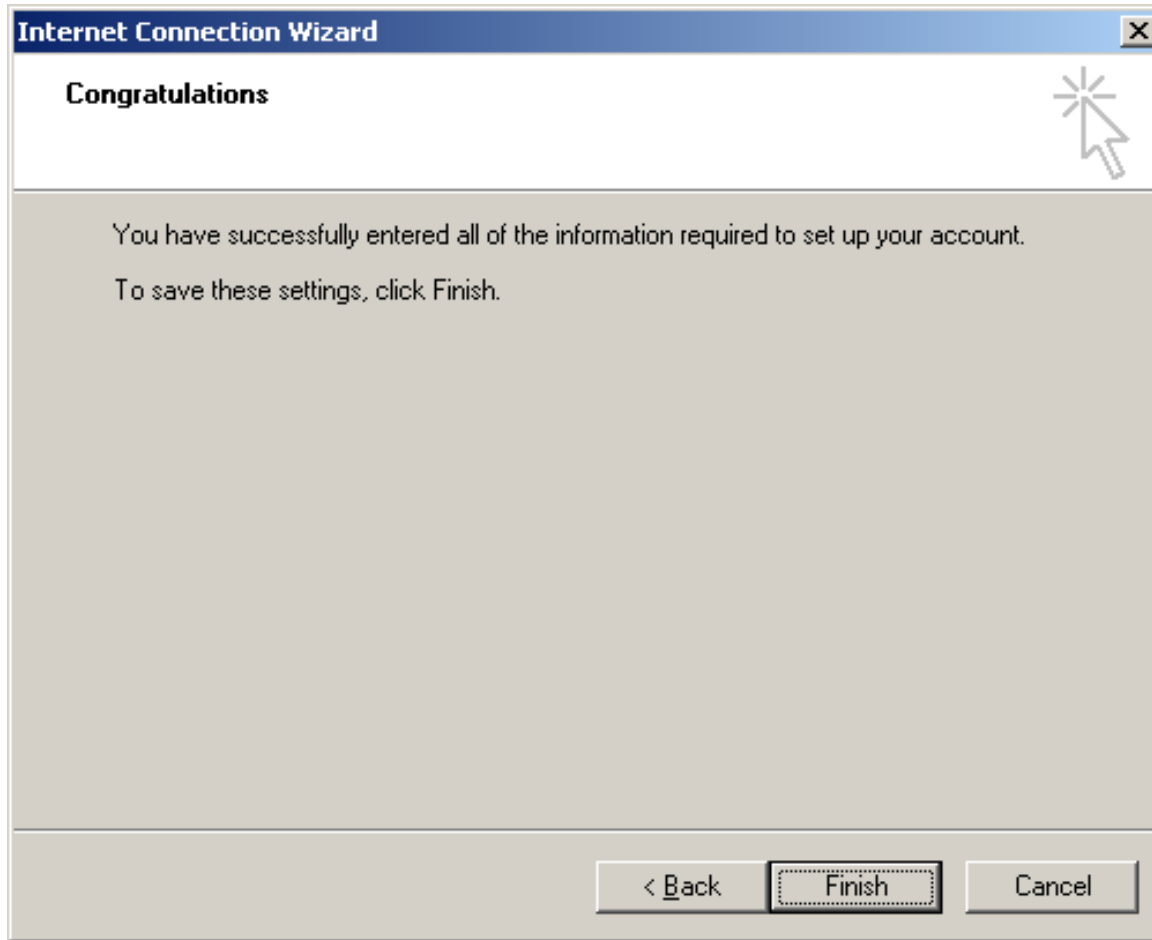 Internet Connection Wizard
Congratulations
You have successfully entered all of the information required to set up your account.
To save these settings, click Finish.
< Back
Finish
Cancel